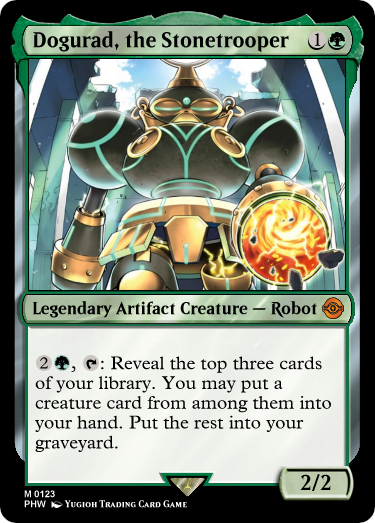 Dogurad, the Stonetrooper 1
Legendary Artifact Creature — Robot
2 , : Reveal the top three cards
of your library. You may put a
creature card from among them into
your hand. Put the rest into your
graveyard.
2/2
M 0123
PHW Yugioh Trading Card Game